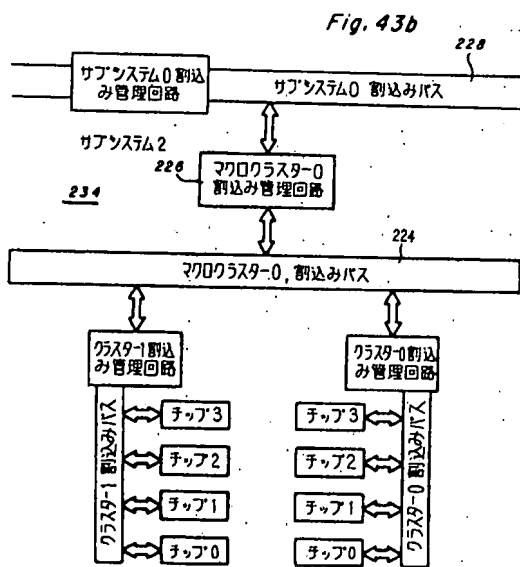 Fig. 43b
228
サブシステム0 割込
み管理回路
サブシステム0 割込みバス
サブシステム2
226
マクロクラスター0
割込み管理回路
234
224
マクロクラスター0, 割込みバス
クラスター1 割込
み管理回路
クラスター0 割込
み管理回路
クラスター1 割込みバス
チップ3
チップ2
チップ1
チップ0
チップ3
チップ2
チップ1
チップ0
クラスター0 割込みバス